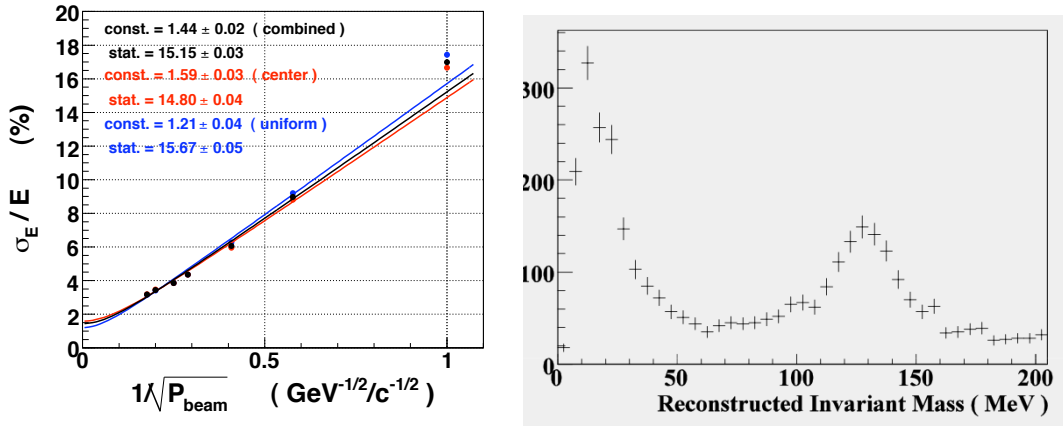 20
18
16
14
12
10
8
6
4
2
0
σE / E (%)
const. = 1.44 ± 0.02 ( combined )
stat. = 15.15 ± 0.03
const. = 1.59 ± 0.03 ( center )
stat. = 14.80 ± 0.04
const. = 1.21 ± 0.04 ( uniform )
stat. = 15.67 ± 0.05
0 0.5 1
1/√Pbeam ( GeV-1/2/c-1/2 )
300
200
100
0
0 50 100 150 200
Reconstructed Invariant Mass ( MeV )